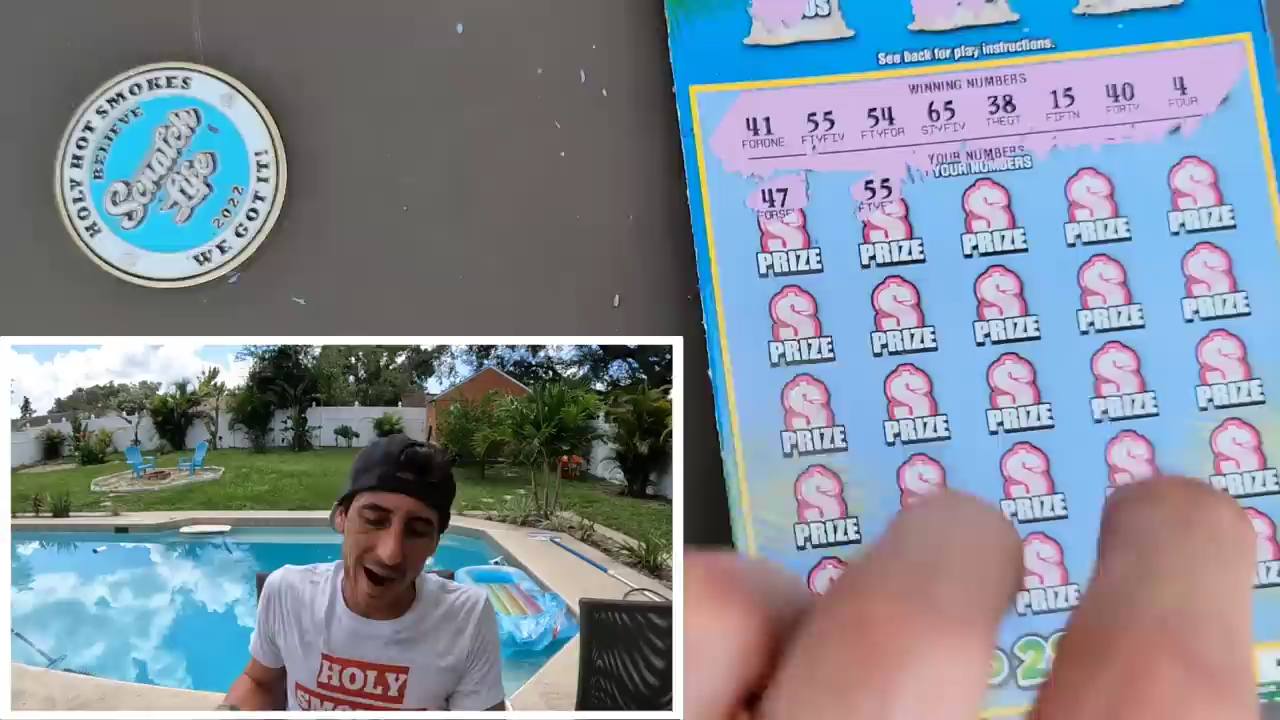 HOLY HOT SMOKES
BELIEVE
Scratch
Life
2022
WE GOT IT!
HOLY
US
See back for play instructions.
WINNING NUMBERS
41 55 54 65 38 15 40 4
FORONE FTYFIV FTYFOR STYFIV THEGT FIFTN FORTY FOUR
YOUR NUMBERS
YOUR NUMBERS
47 55
PRIZE PRIZE PRIZE PRIZE PRIZE
PRIZE PRIZE PRIZE PRIZE PRIZE
PRIZE PRIZE PRIZE PRIZE PRIZE
PRIZE PRIZE PRIZE
PRIZE